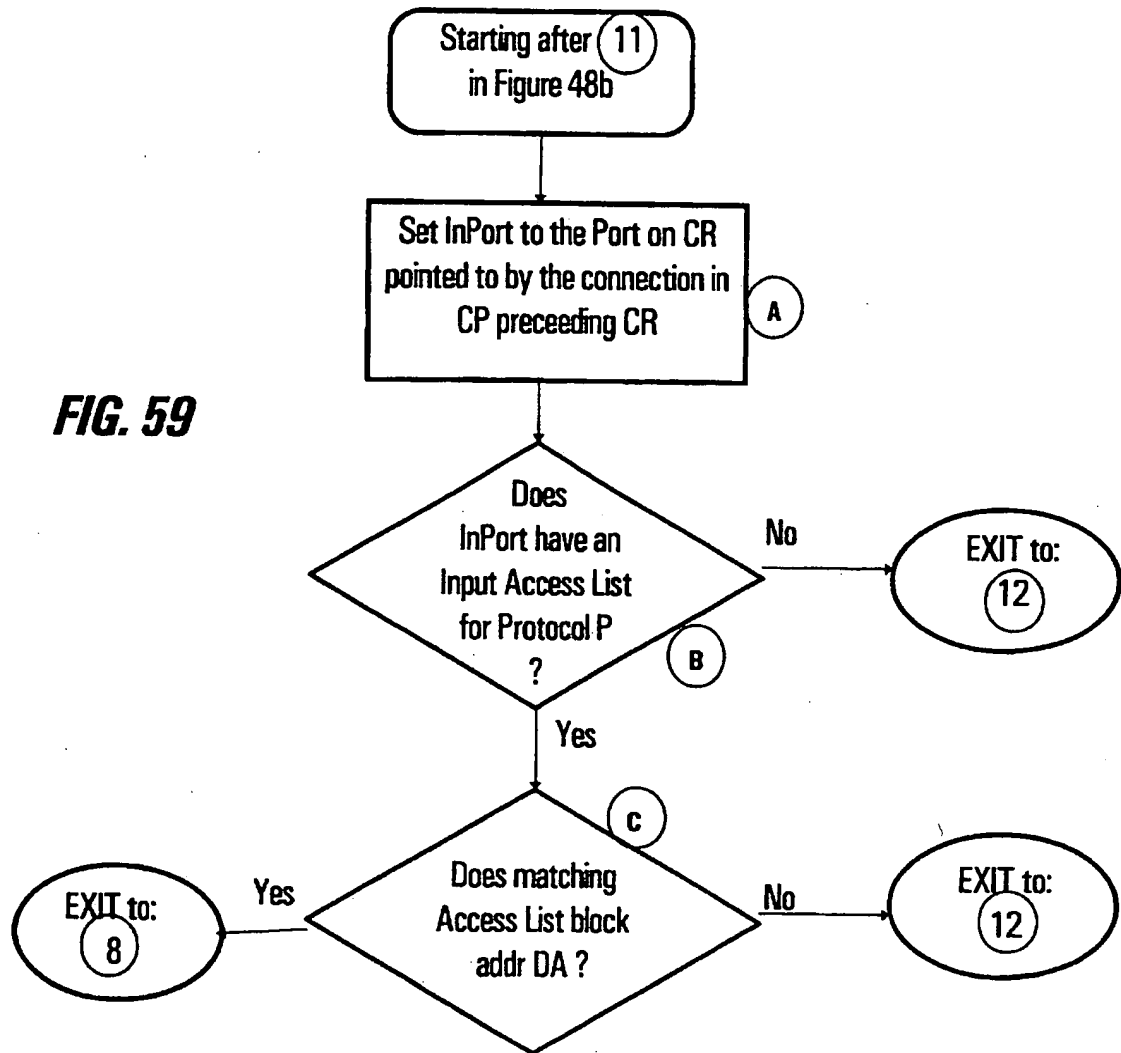 Starting after 11
in Figure 48b
Set InPort to the Port on CR
pointed to by the connection in
CP preceeding CR
A
FIG. 59
Does
InPort have an
Input Access List
for Protocol P
?
B
No
EXIT to:
12
Yes
C
Does matching
Access List block
addr DA ?
Yes
EXIT to:
8
No
EXIT to:
12